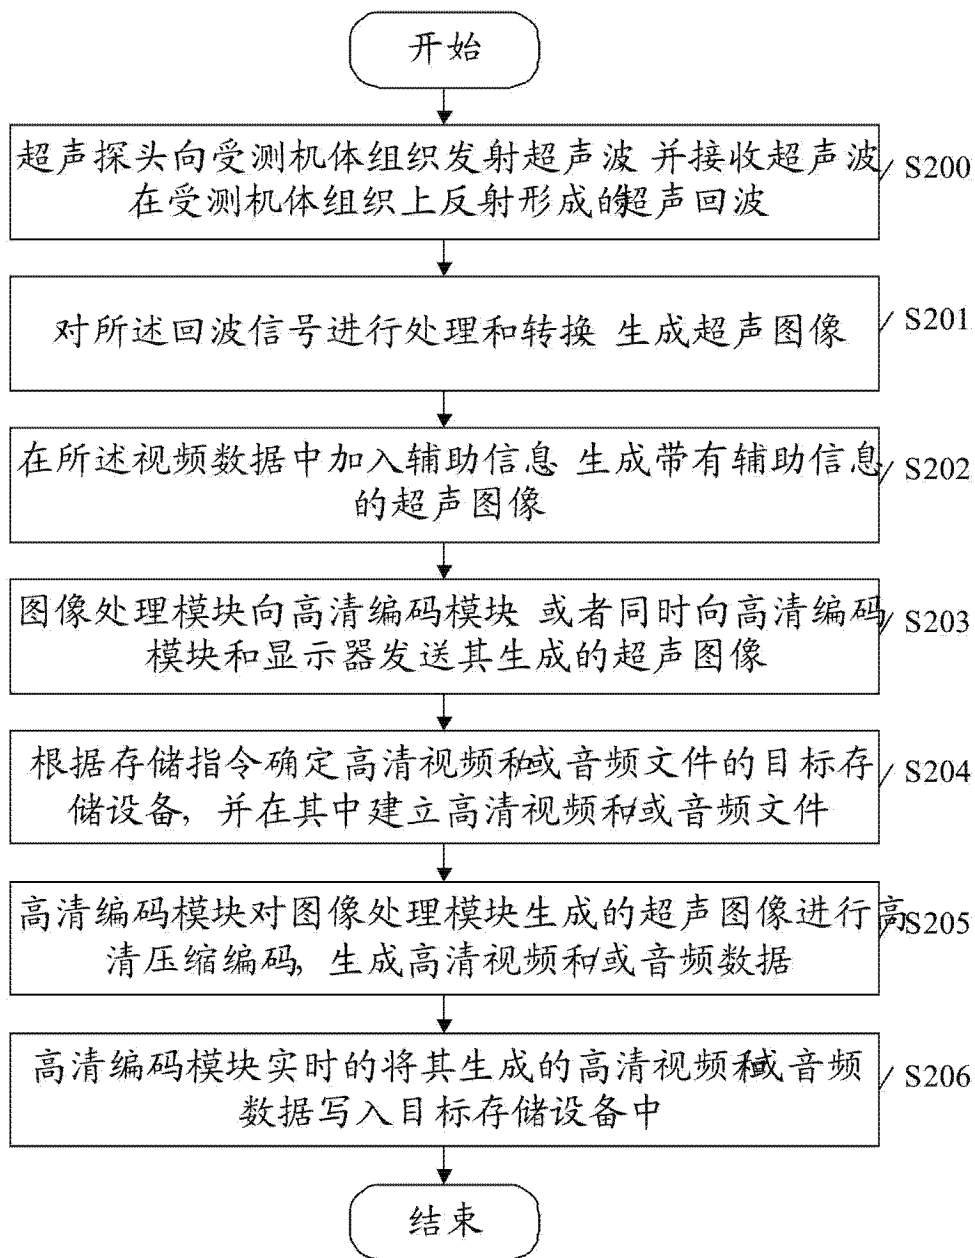 开始
超声探头向受测机体组织发射超声波 并接收超声波
在受测机体组织上反射形成的超声回波
S200
对所述回波信号进行处理和转换 生成超声图像
S201
在所述视频数据中加入辅助信息 生成带有辅助信息
的超声图像
S202
图像处理模块向高清编码模块 或者同时向高清编码
模块和显示器发送其生成的超声图像
S203
根据存储指令确定高清视频和/或音频文件的目标存
储设备, 并在其中建立高清视频和/或音频文件
S204
高清编码模块对图像处理模块生成的超声图像进行高
清压缩编码, 生成高清视频和/或音频数据
S205
高清编码模块实时的将其生成的高清视频和/或音频
数据写入目标存储设备中
S206
结束